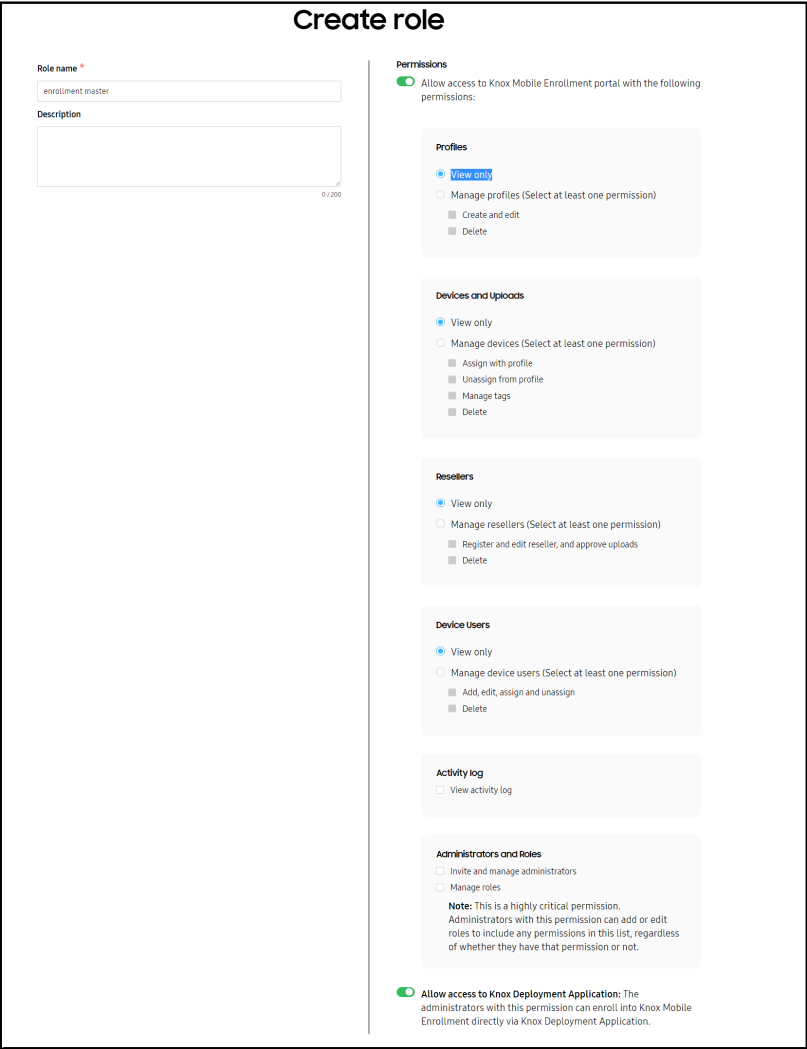 Create role
Role name *
enrollment master
Description
0 / 200
Permissions
Allow access to Knox Mobile Enrollment portal with the following
permissions:
Profiles
View only
Manage profiles (Select at least one permission)
Create and edit
Delete
Devices and Uploads
View only
Manage devices (Select at least one permission)
Assign with profile
Unassign from profile
Manage tags
Delete
Resellers
View only
Manage resellers (Select at least one permission)
Register and edit reseller, and approve uploads
Delete
Device Users
View only
Manage device users (Select at least one permission)
Add, edit, assign and unassign
Delete
Activity log
View activity log
Administrators and Roles
Invite and manage administrators
Manage roles
Note: This is a highly critical permission.
Administrators with this permission can add or edit
roles to include any permissions in this list, regardless
of whether they have that permission or not.
Allow access to Knox Deployment Application: The
administrators with this permission can enroll into Knox Mobile
Enrollment directly via Knox Deployment Application.